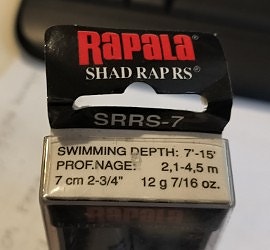 RAPALA
SHAD RAP RS®
SRRS-7
SWIMMING DEPTH: 7'-15'
PROF.NAGE: 2,1-4,5 m
7 cm 2-3/4" 12 g 7/16 oz.